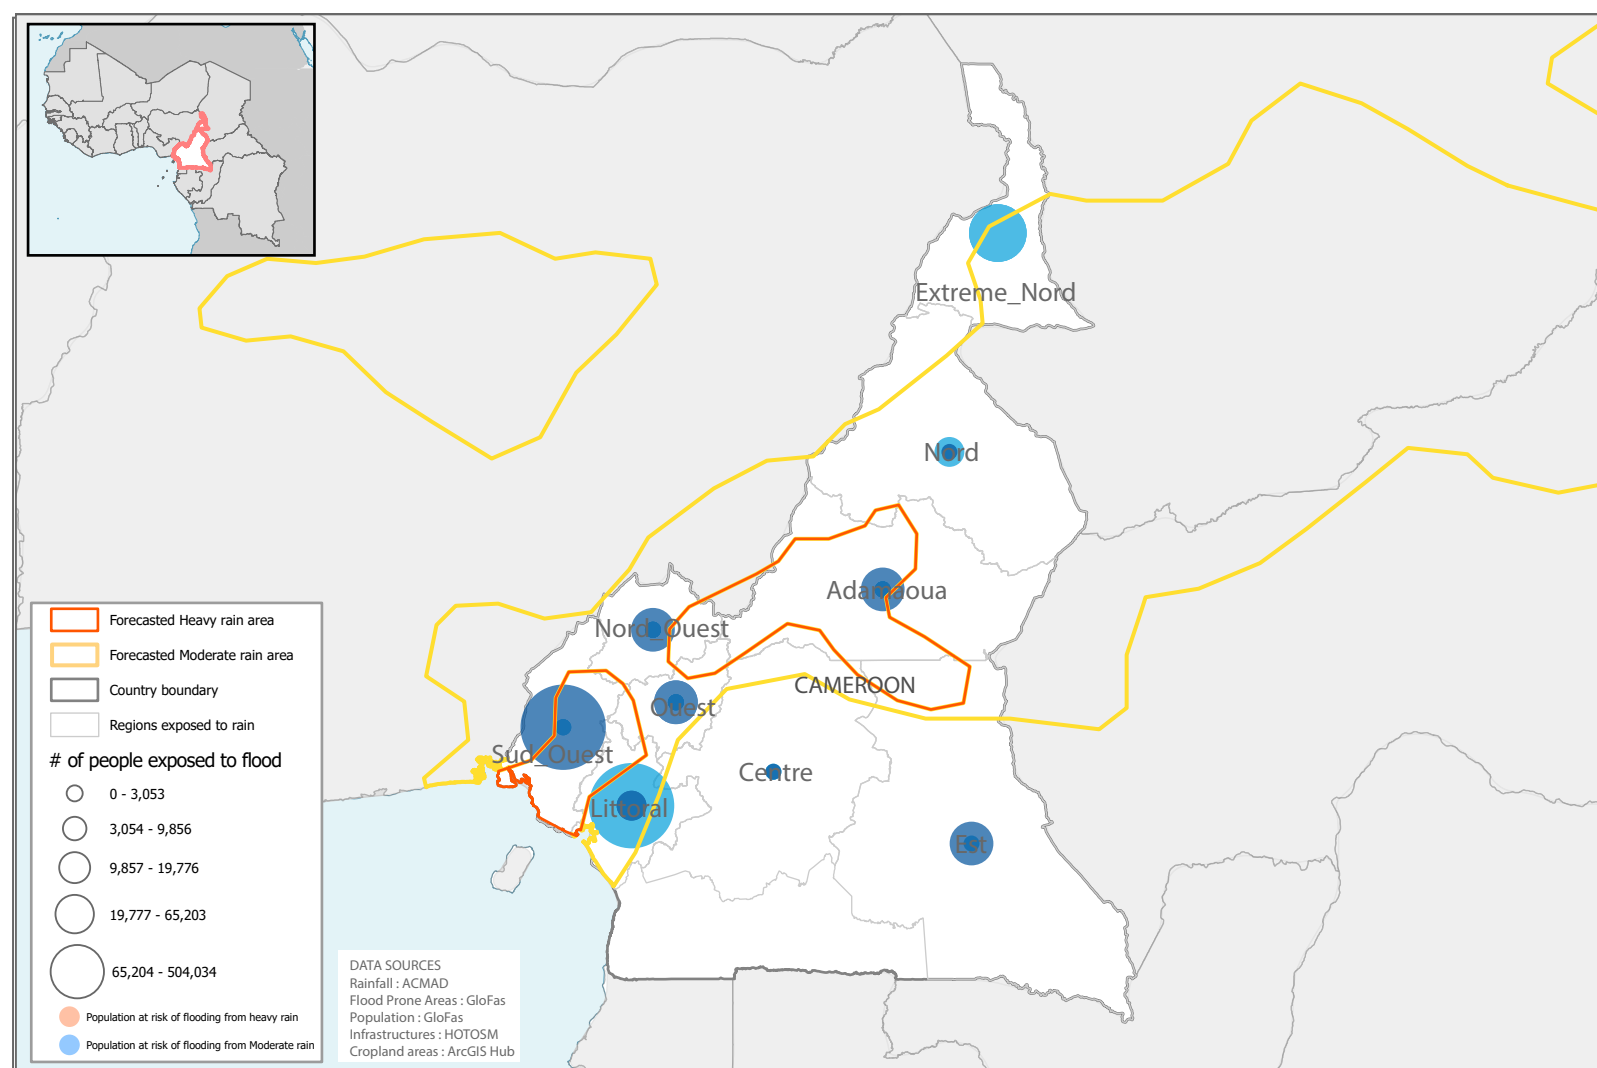 Extreme_Nord
Nord
Adamaoua
Nord_Ouest
Ouest
CAMEROON
Sud_Ouest
Centre
Littoral
Est
Forecasted Heavy rain area
Forecasted Moderate rain area
Country boundary
Regions exposed to rain
# of people exposed to flood
0 - 3,053
3,054 - 9,856
9,857 - 19,776
19,777 - 65,203
65,204 - 504,034
Population at risk of flooding from heavy rain
Population at risk of flooding from Moderate rain
DATA SOURCES
Rainfall : ACMAD
Flood Prone Areas : GloFas
Population : GloFas
Infrastructures : HOTOSM
Cropland areas : ArcGIS Hub